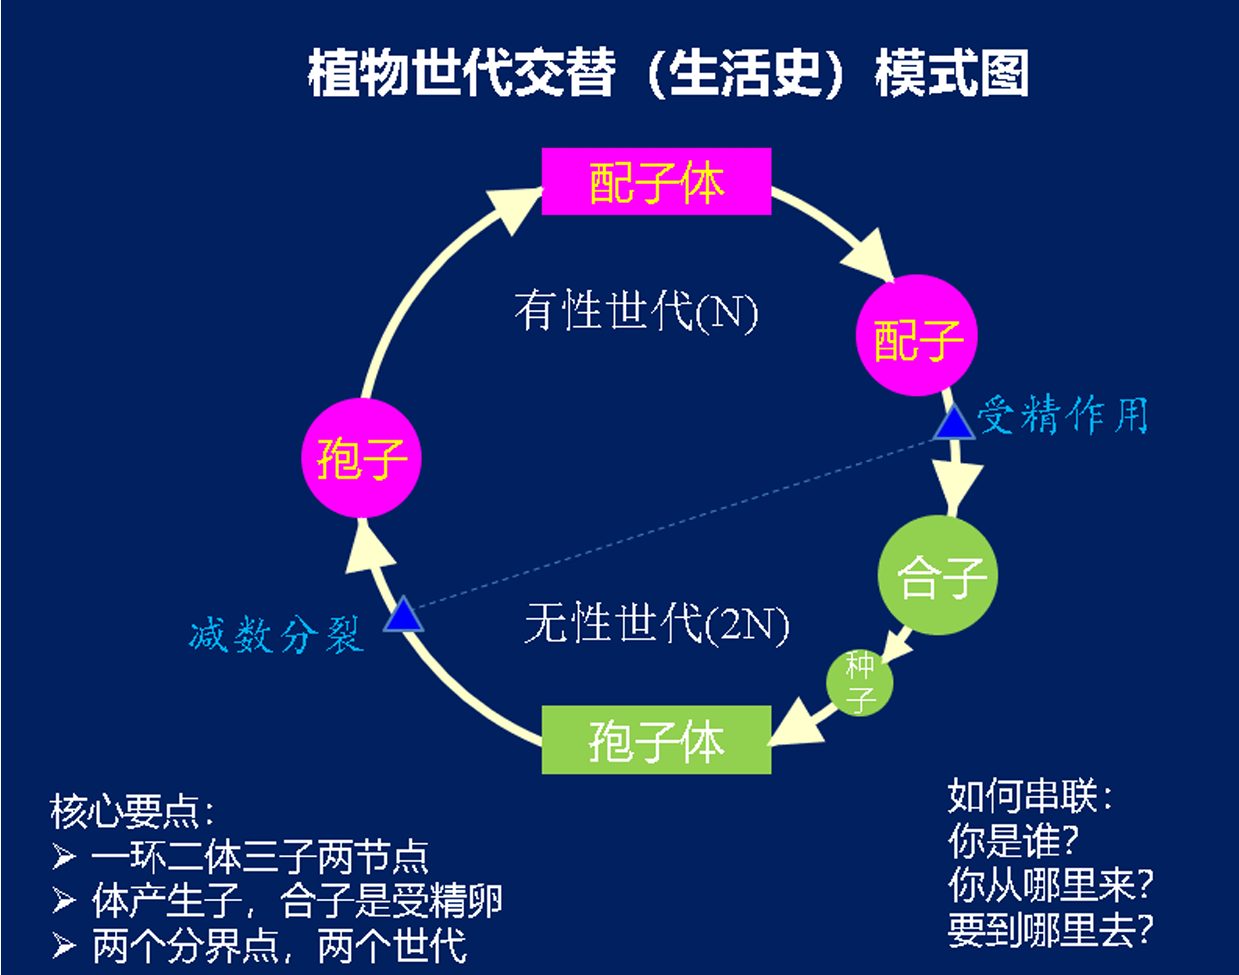 植物世代交替（生活史）模式图
配子体
有性世代(N)
配子
受精作用
孢子
合子
减数分裂
无性世代(2N)
种
子
孢子体
核心要点：
➢ 一环二体三子两节点
➢ 体产生子，合子是受精卵
➢ 两个分界点，两个世代
如何串联：
你是谁？
你从哪里来？
要到哪里去？